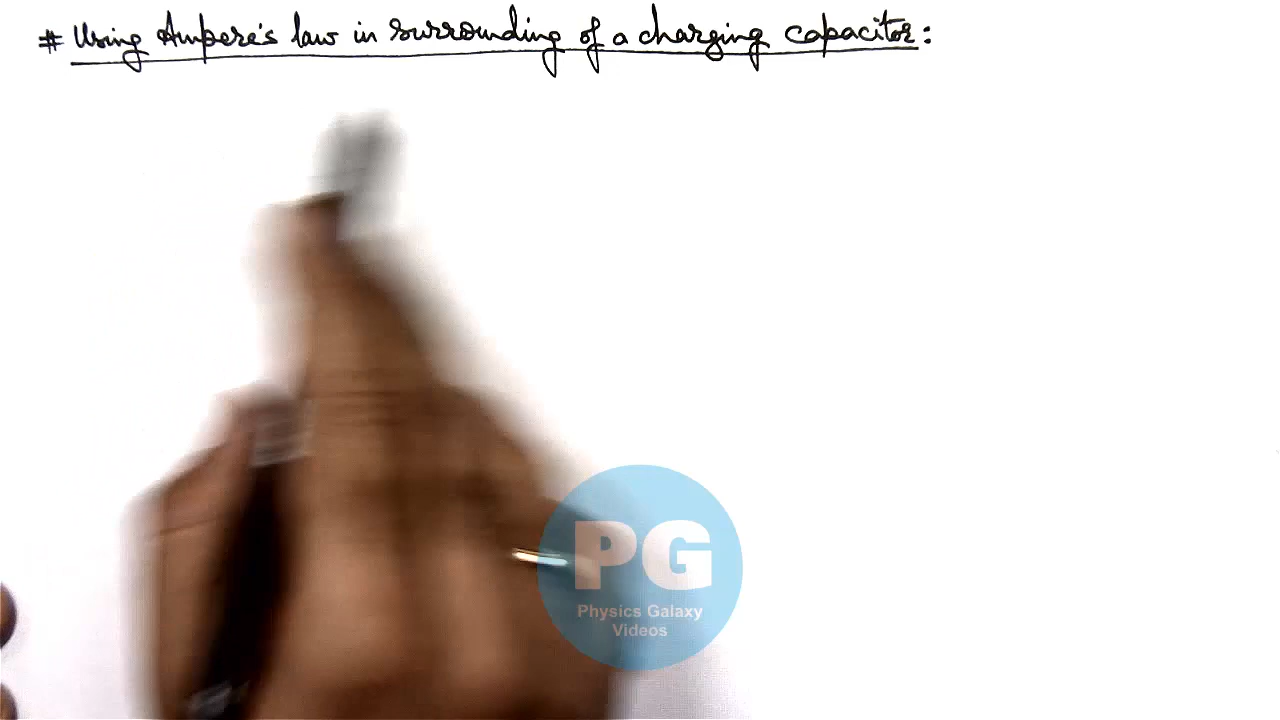 # Using Ampere's law in surrounding of a charging capacitor:
PG
Physics Galaxy
Videos